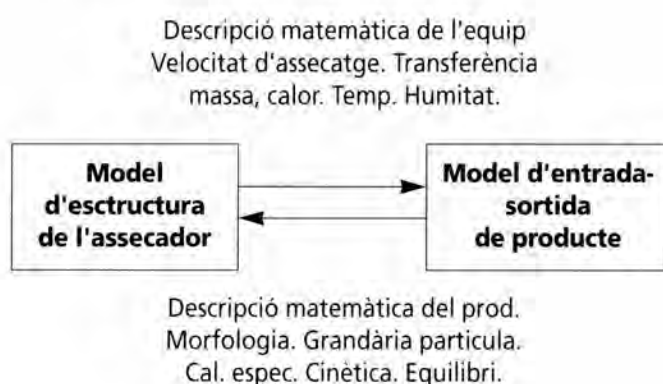 Descripció matemàtica de l'equip
Velocitat d'assecatge. Transferència
massa, calor. Temp. Humitat.
Model
d'esctructura
de l'assecador
Model d'entrada-
sortida
de producte
Descripció matemàtica del prod.
Morfologia. Grandària particula.
Cal. espec. Cinètica. Equilibri.